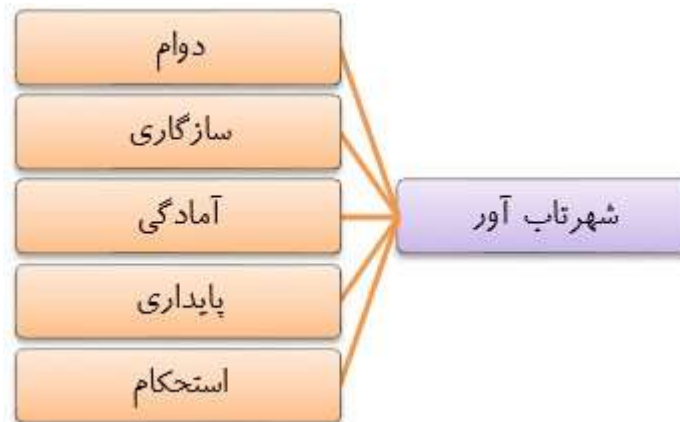 شهرتاب آور
دوام
سازگاری
آمادگی
پایداری
استحکام